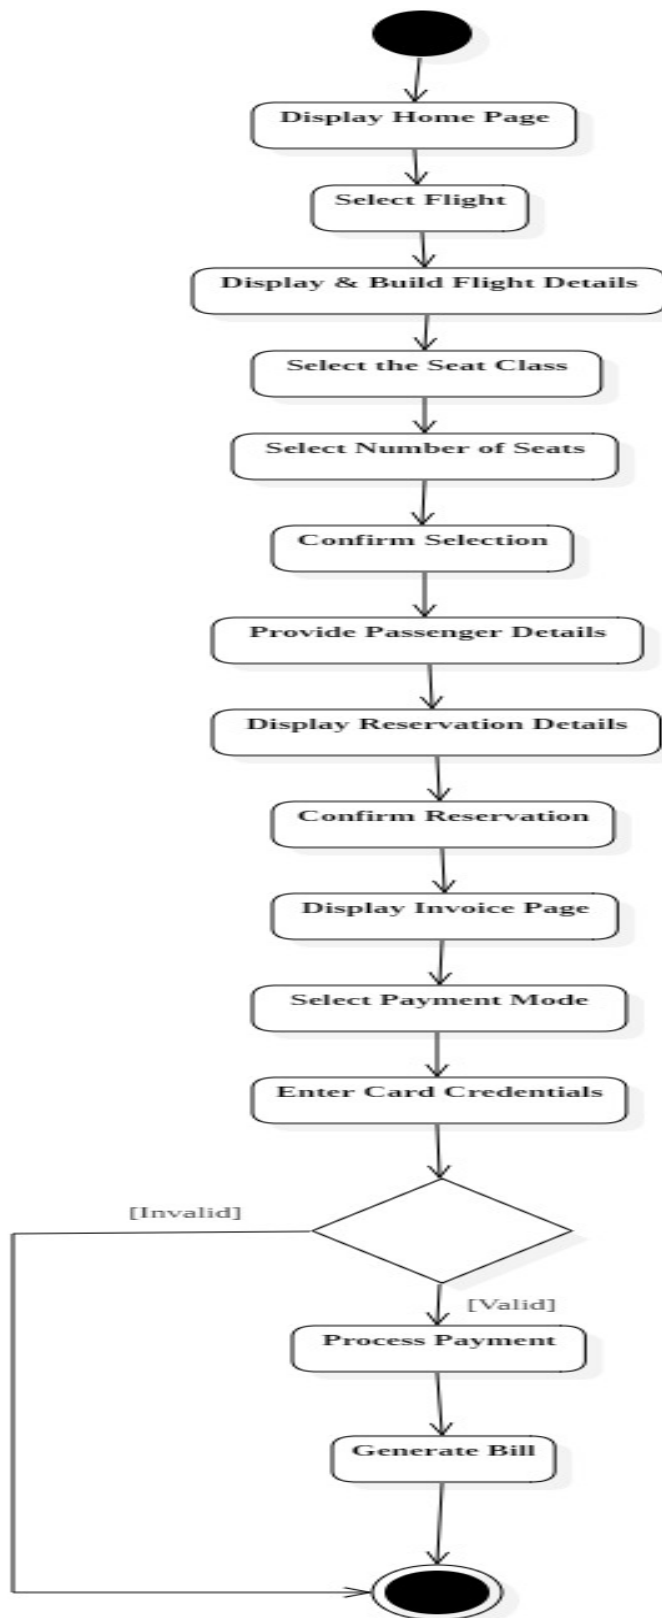 Display Home Page
Select Flight
Display & Build Flight Details
Select the Seat Class
Select Number of Seats
Confirm Selection
Provide Passenger Details
Display Reservation Details
Confirm Reservation
Display Invoice Page
Select Payment Mode
Enter Card Credentials
[Invalid]
[Valid]
Process Payment
Generate Bill